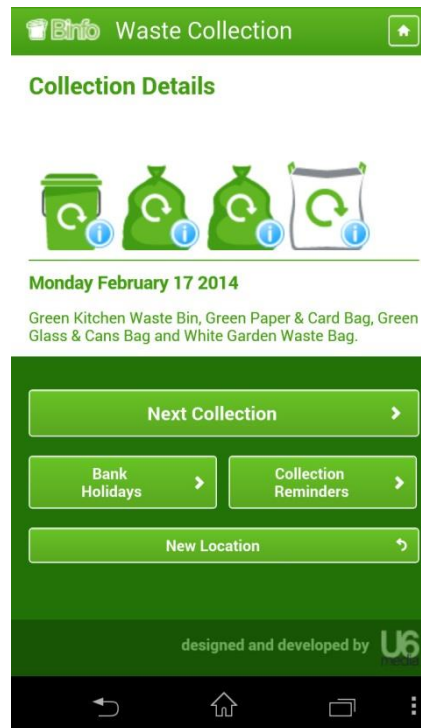 Binfo Waste Collection
Collection Details
i i i i
Monday February 17 2014
Green Kitchen Waste Bin, Green Paper & Card Bag, Green
Glass & Cans Bag and White Garden Waste Bag.
Next Collection
Bank
Holidays
Collection
Reminders
New Location
designed and developed by U6
media